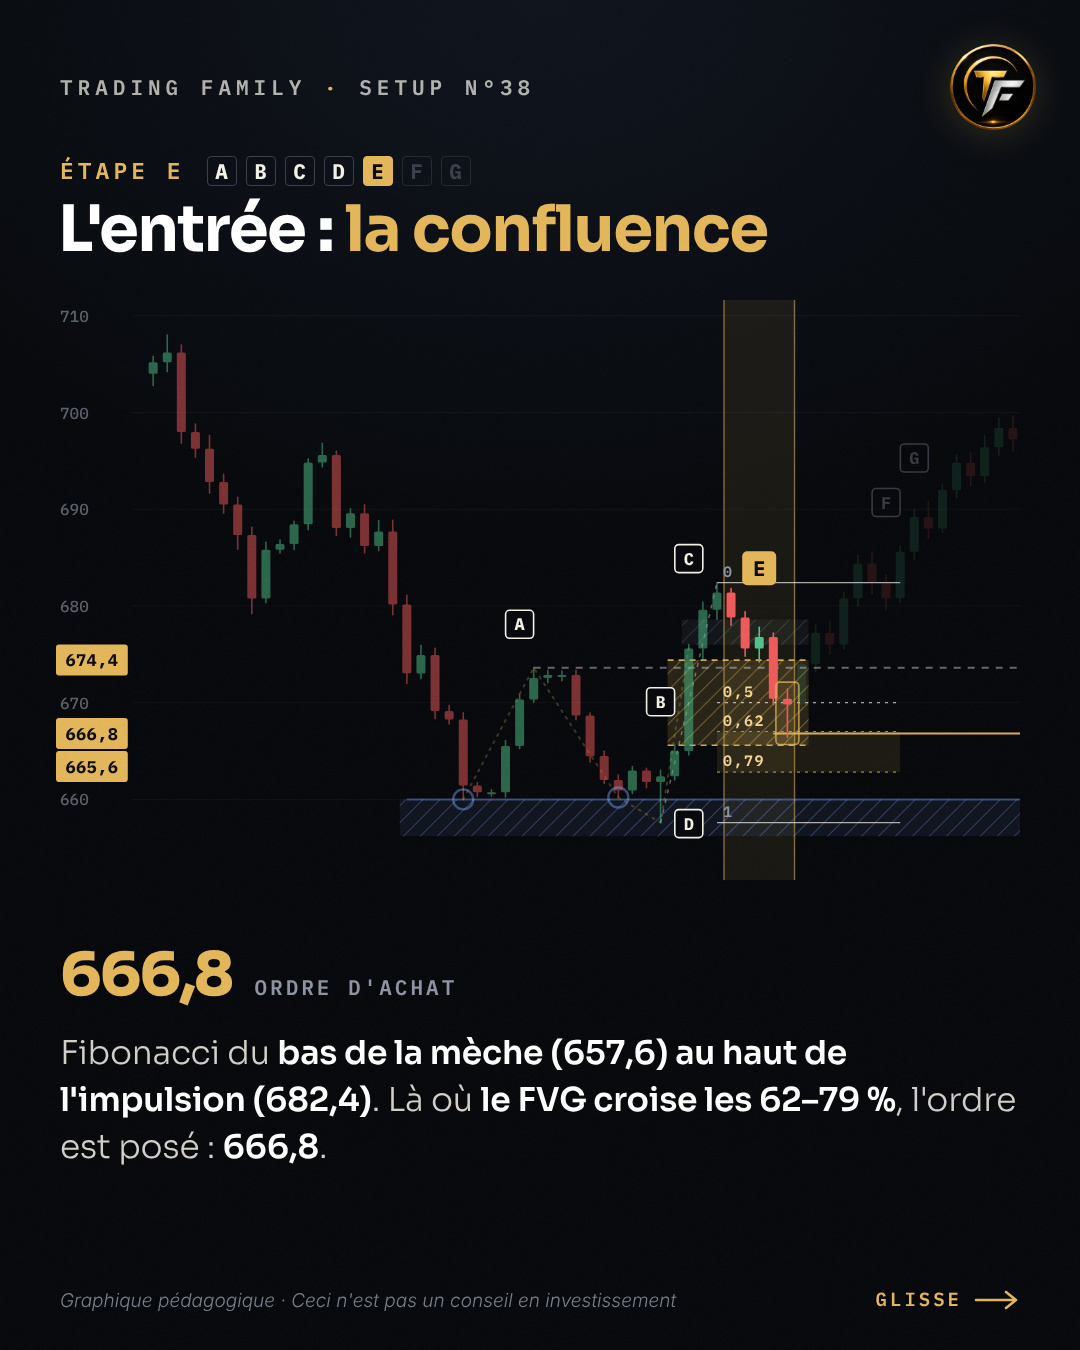 TRADING FAMILY · SETUP N°38
TF
ÉTAPE E A B C D E F G
L'entrée : la confluence
710
700
690
680
674,4
670
666,8
665,6
660
G
F
C
0
E
A
B
0,5
0,62
0,79
1
D
666,8 ORDRE D'ACHAT
Fibonacci du bas de la mèche (657,6) au haut de
l'impulsion (682,4). Là où le FVG croise les 62–79 %, l'ordre
est posé : 666,8.
Graphique pédagogique · Ceci n'est pas un conseil en investissement
GLISSE →